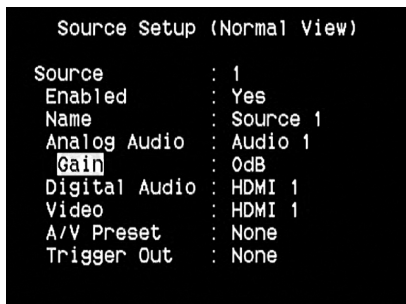 Source Setup (Normal View)
Source : 1
Enabled : Yes
Name : Source 1
Analog Audio : Audio 1
Gain : 0dB
Digital Audio : HDMI 1
Video : HDMI 1
A/V Preset : None
Trigger Out : None